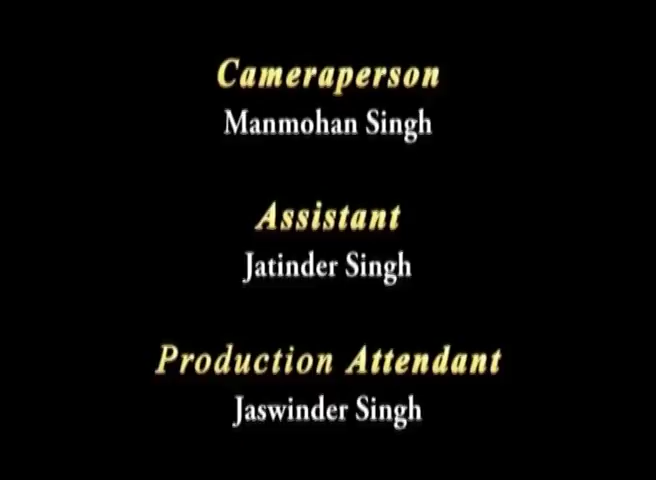 Cameraperson
Manmohan Singh
Assistant
Jatinder Singh
Production Attendant
Jaswinder Singh